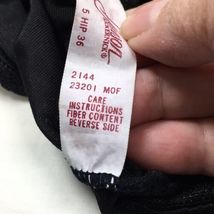 5 HIP 36
2144
23201 MOF
CARE
INSTRUCTIONS
FIBER CONTENT
REVERSE SIDE